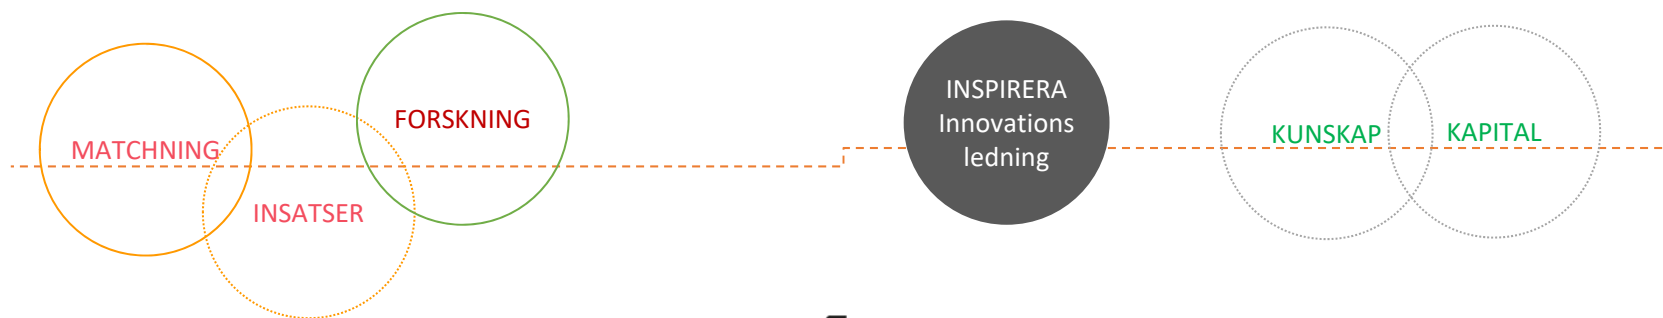 MATCHNING
INSATSER
FORSKNING
INSPIRERA
Innovations
ledning
KUNSKAP
KAPITAL